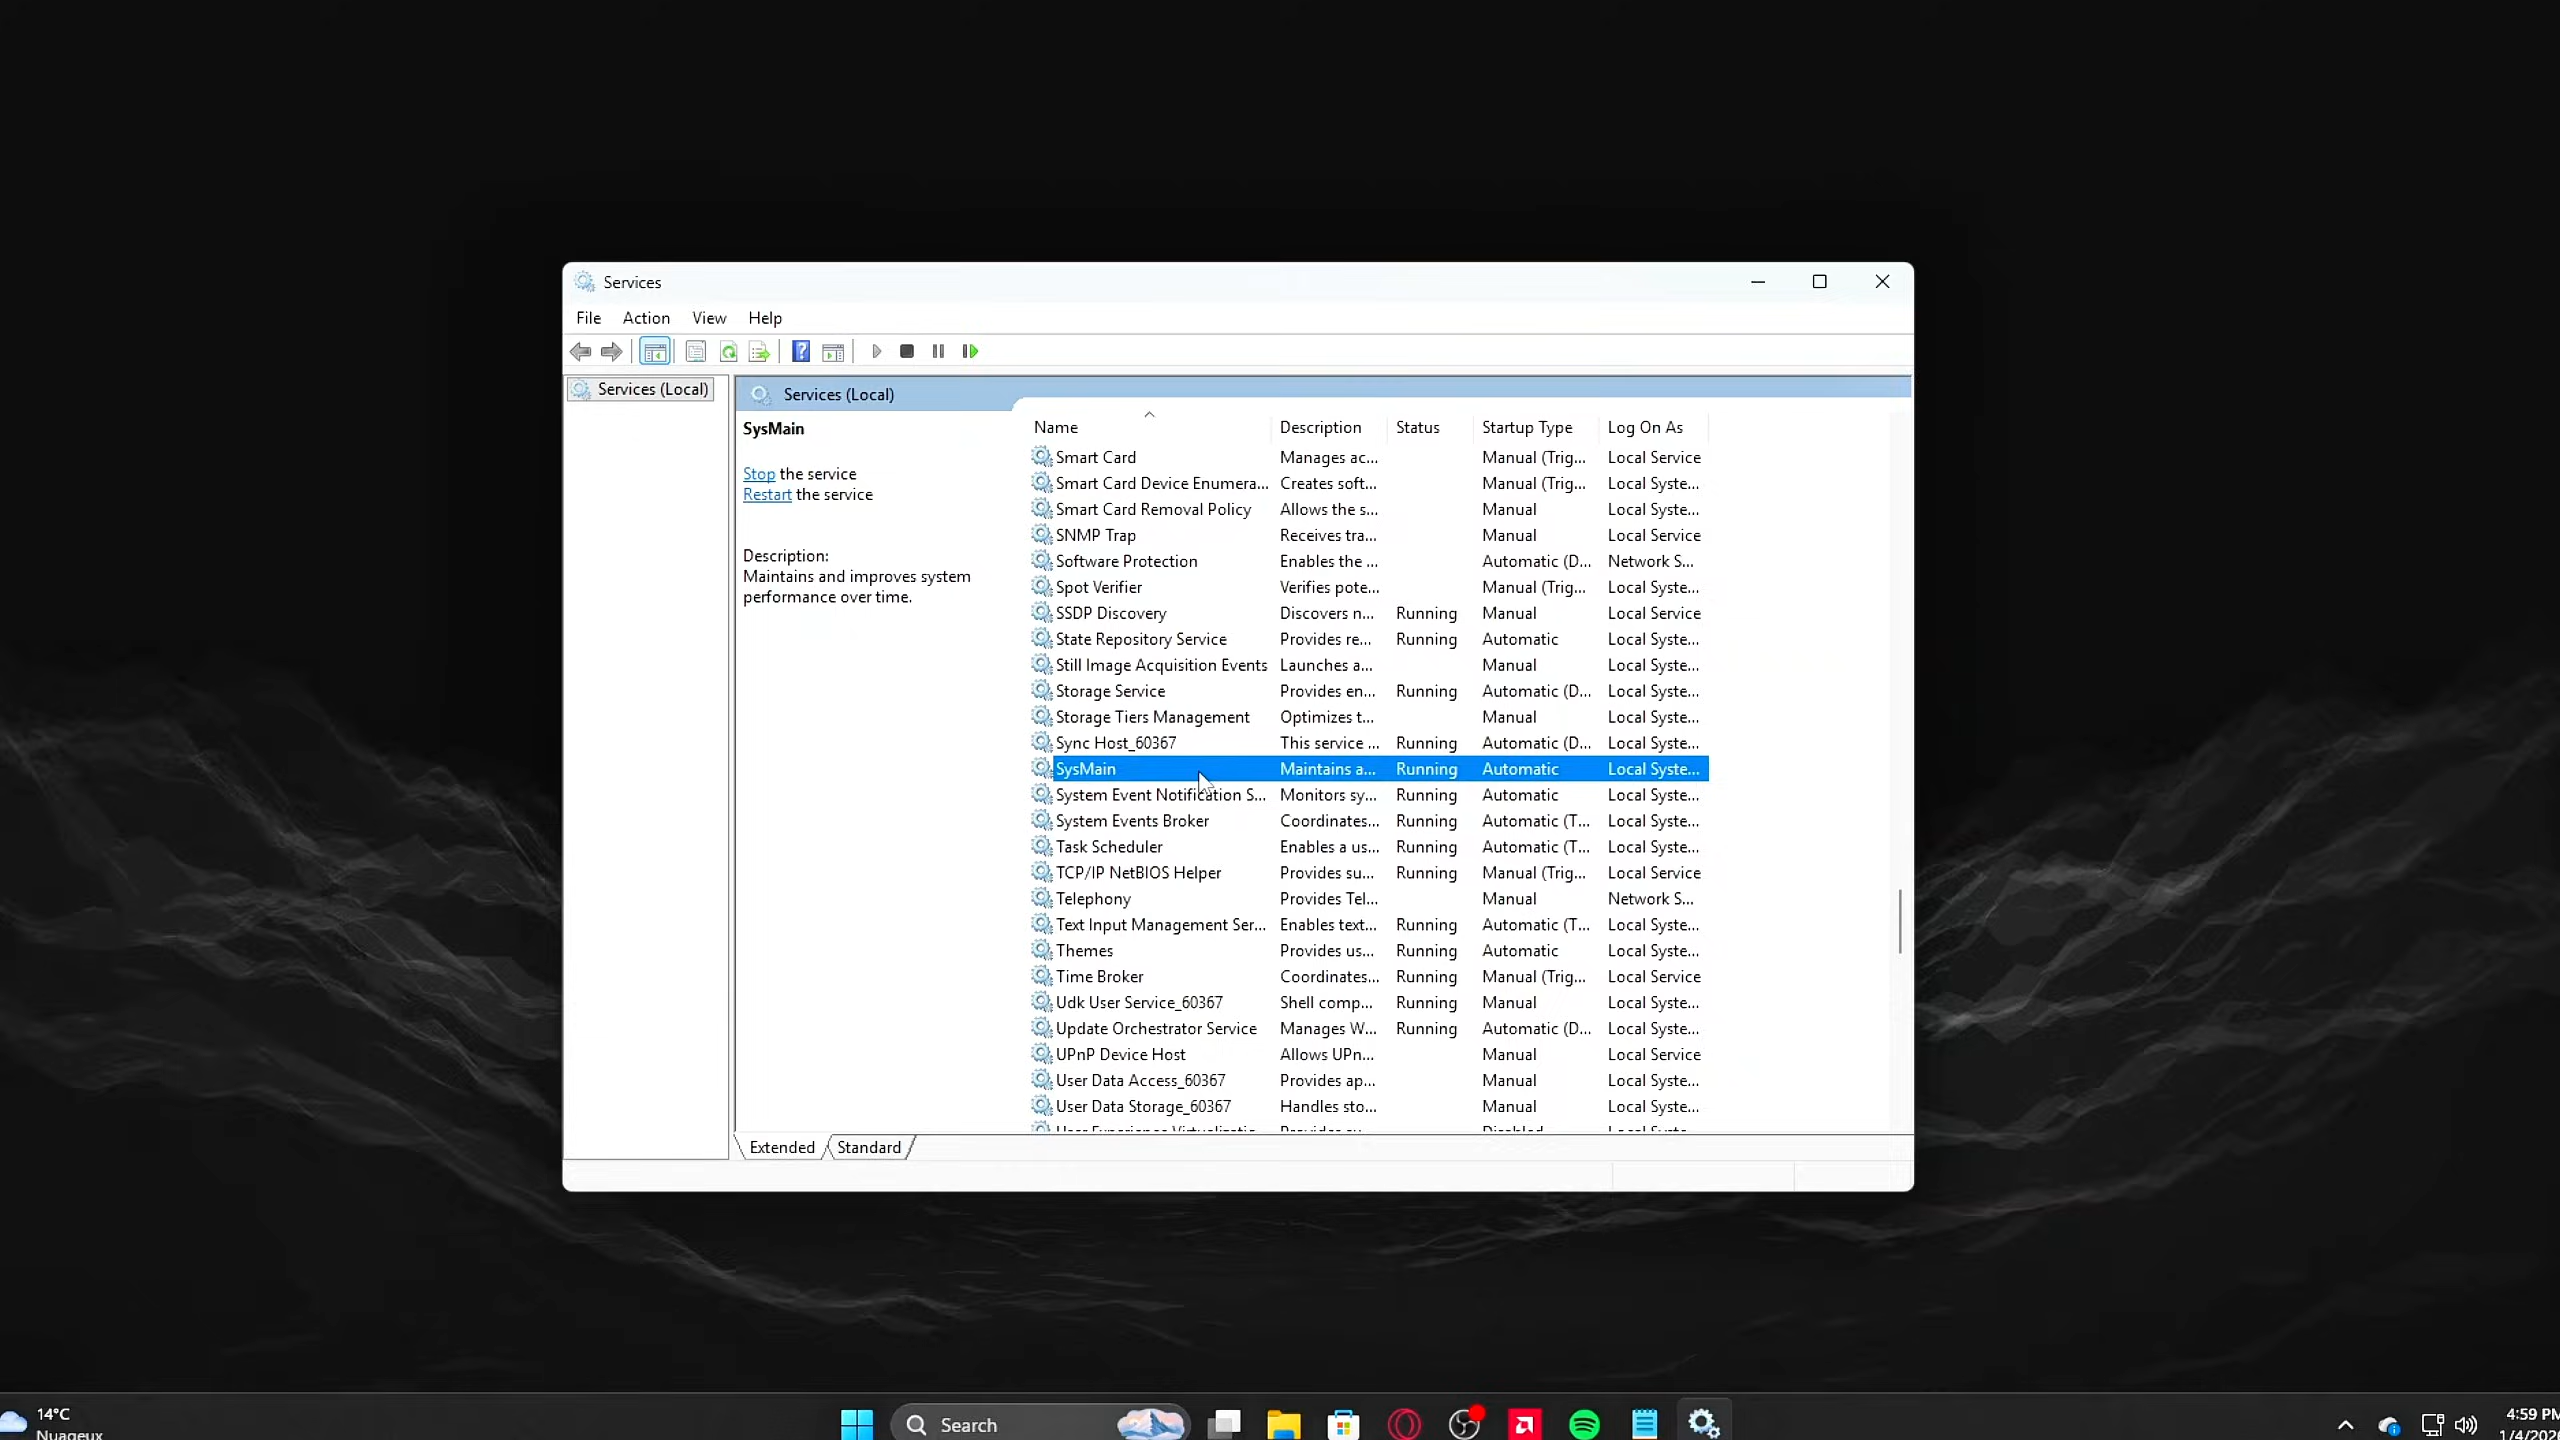 Services
File Action View Help
Services (Local)
Services (Local)
SysMain
Stop the service
Restart the service
Description:
Maintains and improves system
performance over time.
Name Description Status Startup Type Log On As
Smart Card Manages ac... Manual (Trig... Local Service
Smart Card Device Enumera... Creates soft... Manual (Trig... Local Syste...
Smart Card Removal Policy Allows the s... Manual Local Syste...
SNMP Trap Receives tra... Manual Local Service
Software Protection Enables the ... Automatic (D... Network S...
Spot Verifier Verifies pote... Manual (Trig... Local Syste...
SSDP Discovery Discovers n... Running Manual Local Service
State Repository Service Provides re... Running Automatic Local Syste...
Still Image Acquisition Events Launches a... Manual Local Syste...
Storage Service Provides en... Running Automatic (D... Local Syste...
Storage Tiers Management Optimizes t... Manual Local Syste...
Sync Host_60367 This service ... Running Automatic (D... Local Syste...
SysMain Maintains a... Running Automatic Local Syste...
System Event Notification S... Monitors sy... Running Automatic Local Syste...
System Events Broker Coordinates... Running Automatic (T... Local Syste...
Task Scheduler Enables a us... Running Automatic (T... Local Syste...
TCP/IP NetBIOS Helper Provides su... Running Manual (Trig... Local Service
Telephony Provides Tel... Manual Network S...
Text Input Management Ser... Enables text... Running Automatic (T... Local Syste...
Themes Provides us... Running Automatic Local Syste...
Time Broker Coordinates... Running Manual (Trig... Local Service
Udk User Service_60367 Shell comp... Running Manual Local Syste...
Update Orchestrator Service Manages W... Running Automatic (D... Local Syste...
UPnP Device Host Allows UPn... Manual Local Service
User Data Access_60367 Provides ap... Manual Local Syste...
User Data Storage_60367 Handles sto... Manual Local Syste...
Extended Standard
14°C
Nuageux
Search
4:59 PM